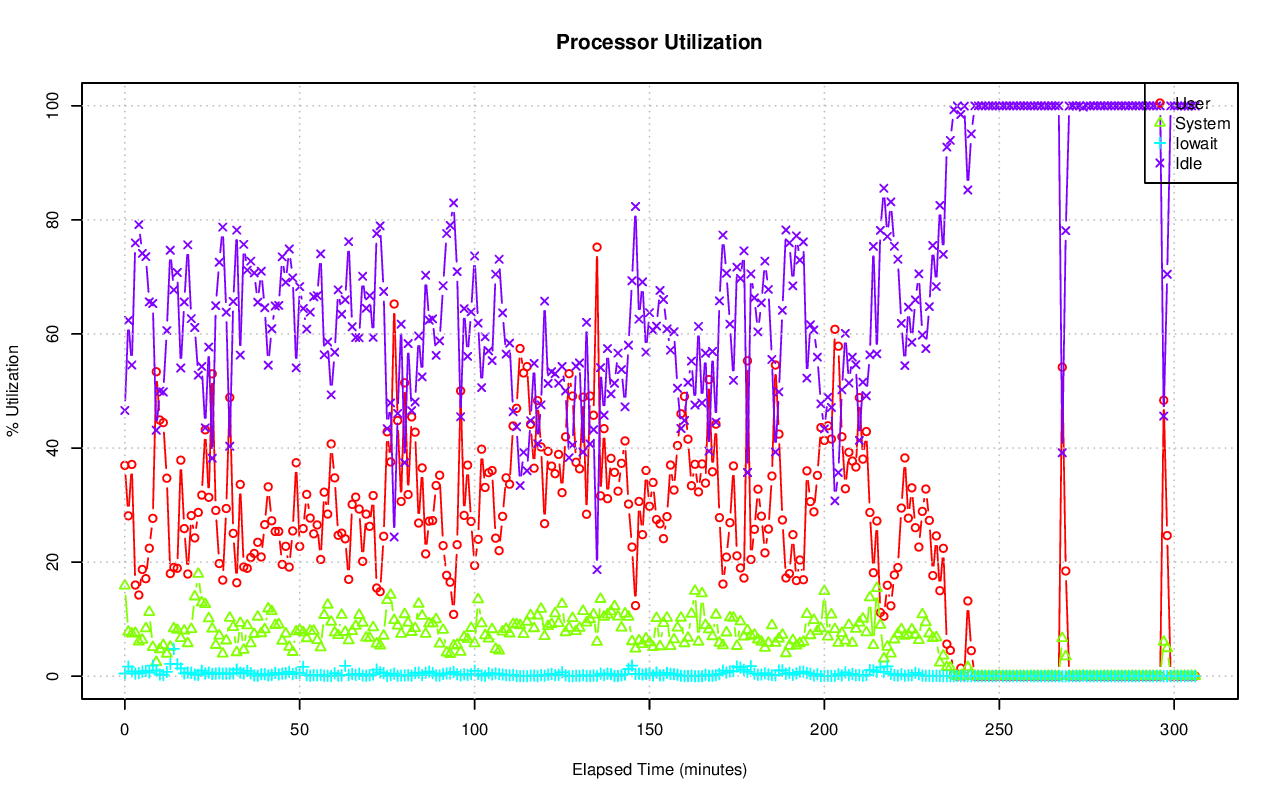 Processor Utilization
% Utilization
100
80
60
40
20
0
User
System
Iowait
Idle
0 50 100 150 200 250 300
Elapsed Time (minutes)